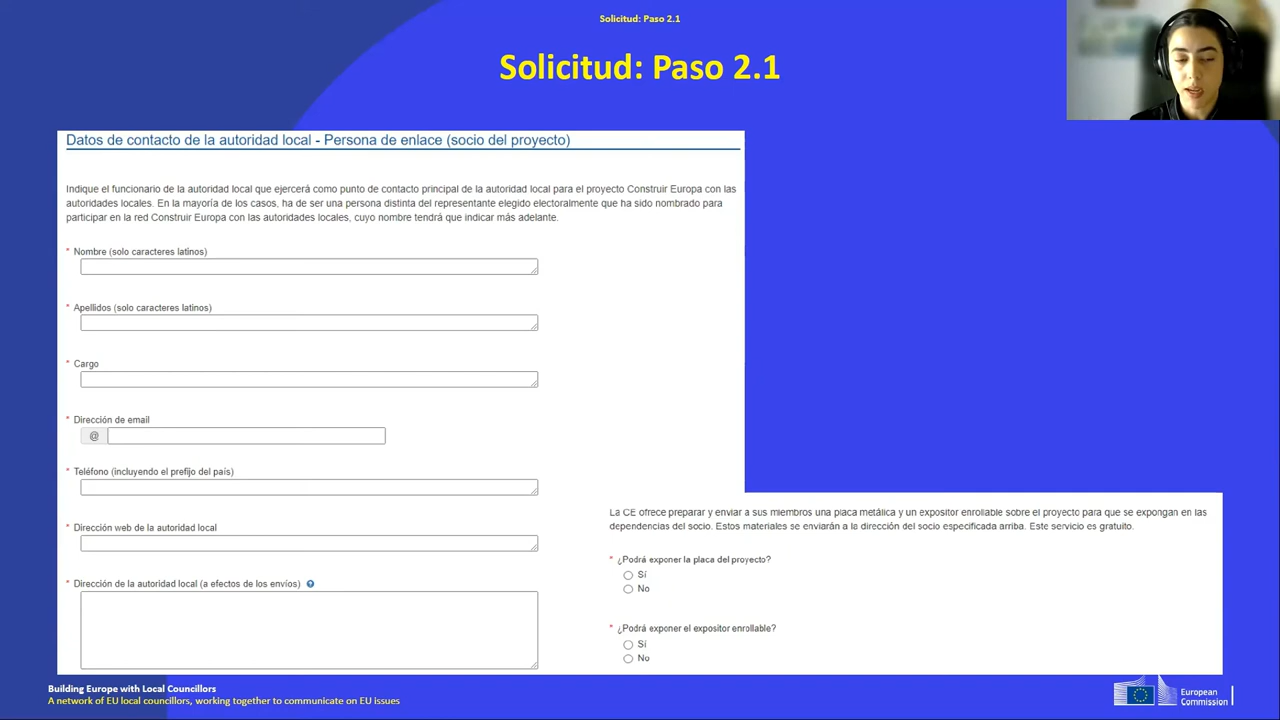 Solicitud: Paso 2.1
Solicitud: Paso 2.1
Datos de contacto de la autoridad local - Persona de enlace (socio del proyecto)
Indique el funcionario de la autoridad local que ejercerá como punto de contacto principal de la autoridad local para el proyecto Construir Europa con las
autoridades locales. En la mayoría de los casos, ha de ser una persona distinta del representante elegido electoralmente que ha sido nombrado para
participar en la red Construir Europa con las autoridades locales, cuyo nombre tendrá que indicar más adelante.
* Nombre (solo caracteres latinos)
* Apellidos (solo caracteres latinos)
* Cargo
* Dirección de email
@
* Teléfono (incluyendo el prefijo del país)
* Dirección web de la autoridad local
* Dirección de la autoridad local (a efectos de los envíos) ?
La CE ofrece preparar y enviar a sus miembros una placa metálica y un expositor enrollable sobre el proyecto para que se expongan en las
dependencias del socio. Estos materiales se enviarán a la dirección del socio especificada arriba. Este servicio es gratuito.
* ¿Podrá exponer la placa del proyecto?
Sí
No
* ¿Podrá exponer el expositor enrollable?
Sí
No
Building Europe with Local Councillors
A network of EU local councillors, working together to communicate on EU issues
European
Commission